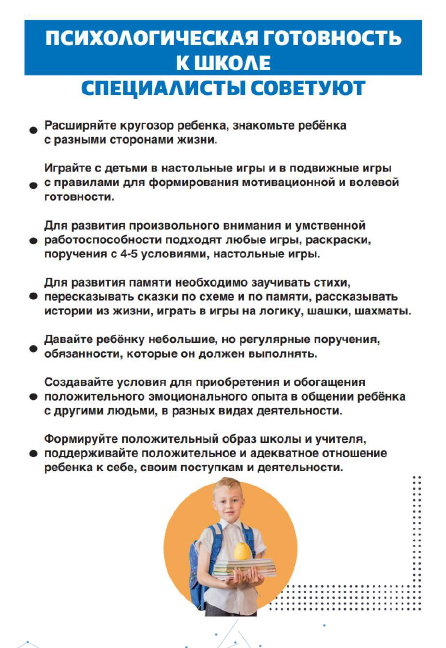 ПСИХОЛОГИЧЕСКАЯ ГОТОВНОСТЬ
К ШКОЛЕ
СПЕЦИАЛИСТЫ СОВЕТУЮТ
● Расширяйте кругозор ребенка, знакомьте ребёнка
с разными сторонами жизни.
Играйте с детьми в настольные игры и в подвижные игры
● с правилами для формирования мотивационной и волевой
готовности.
Для развития произвольного внимания и умственной
● работоспособности подходят любые игры, раскраски,
поручения с 4-5 условиями, настольные игры.
Для развития памяти необходимо заучивать стихи,
● пересказывать сказки по схеме и по памяти, рассказывать
истории из жизни, играть в игры на логику, шашки, шахматы.
Давайте ребёнку небольшие, но регулярные поручения,
● обязанности, которые он должен выполнять.
Создавайте условия для приобретения и обогащения
● положительного эмоционального опыта в общении ребёнка
с другими людьми, в разных видах деятельности.
Формируйте положительный образ школы и учителя,
● поддерживайте положительное и адекватное отношение
ребенка к себе, своим поступкам и деятельности.